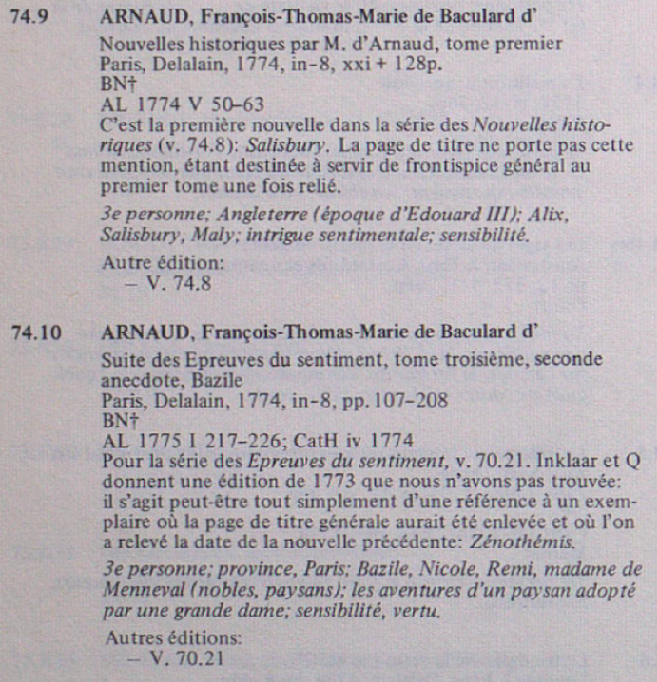 74.9 ARNAUD, François-Thomas-Marie de Baculard d'
Nouvelles historiques par M. d'Arnaud, tome premier
Paris, Delalain, 1774, in-8, xxi + 128p.
BN†
AL 1774 V 50–63
C'est la première nouvelle dans la série des Nouvelles histo-
riques (v. 74.8): Salisbury. La page de titre ne porte pas cette
mention, étant destinée à servir de frontispice général au
premier tome une fois relié.
3e personne; Angleterre (époque d'Edouard III); Alix,
Salisbury, Maly; intrigue sentimentale; sensibilité.
Autre édition:
– V. 74.8
74.10 ARNAUD, François-Thomas-Marie de Baculard d'
Suite des Epreuves du sentiment, tome troisième, seconde
anecdote, Bazile
Paris, Delalain, 1774, in-8, pp. 107–208
BN†
AL 1775 I 217–226; CatH iv 1774
Pour la série des Epreuves du sentiment, v. 70.21. Inklaar et Q
donnent une édition de 1773 que nous n'avons pas trouvée:
il s'agit peut-être tout simplement d'une référence à un exem-
plaire où la page de titre générale aurait été enlevée et où l'on
a relevé la date de la nouvelle précédente: Zénothémis.
3e personne; province, Paris; Bazile, Nicole, Remi, madame de
Menneval (nobles, paysans); les aventures d'un paysan adopté
par une grande dame; sensibilité, vertu.
Autres éditions:
– V. 70.21